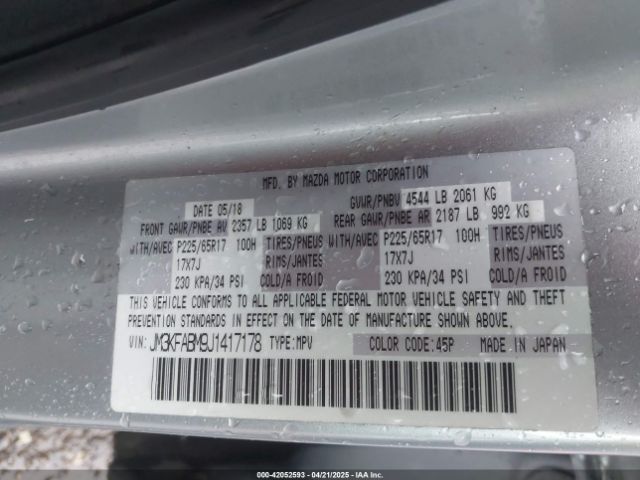 MFD. BY MAZDA MOTOR CORPORATION
DATE 05/18 GVWR/PNBV 4544 LB 2061 KG
FRONT GAWR/PNBE AV 2357 LB 1069 KG REAR GAWR/PNBE AR 2187 LB 992 KG
WITH/AVEC P225/65R17 100H TIRES/PNEUS WITH/AVEC P225/65R17 100H TIRES/PNEUS
17X7J RIMS/JANTES 17X7J RIMS/JANTES
230 KPA/34 PSI COLD/A FROID 230 KPA/34 PSI COLD/A FROID
THIS VEHICLE CONFORMS TO ALL APPLICABLE FEDERAL MOTOR VEHICLE SAFETY AND THEFT
PREVENTION STANDARDS IN EFFECT ON THE DATE OF MANUFACTURE SHOWN ABOVE.
VIN: JM3KFABM9J1417178 TYPE:MPV COLOR CODE:45P MADE IN JAPAN
000-42052593 - 04/21/2025 - IAAI.COM